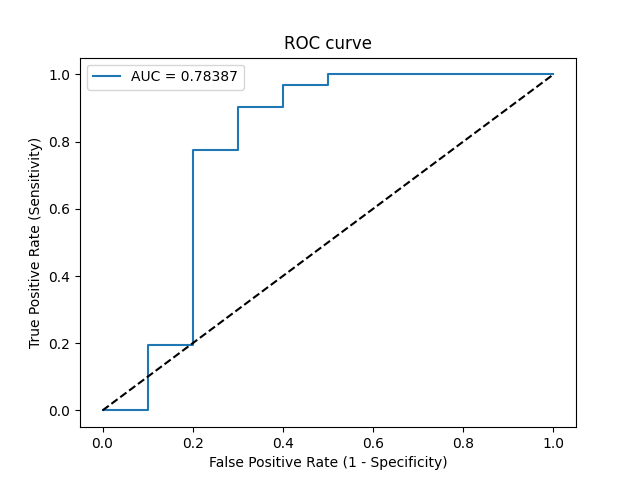 ROC curve
AUC = 0.78387
True Positive Rate (Sensitivity)
1.0
0.8
0.6
0.4
0.2
0.0
0.0 0.2 0.4 0.6 0.8 1.0
False Positive Rate (1 - Specificity)